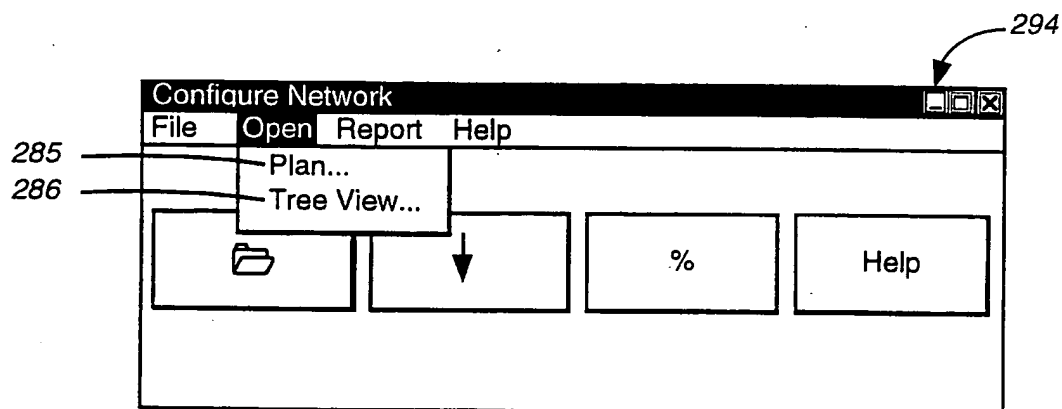 294
Configure Network
File Open Report Help
285 Plan...
286 Tree View...
% Help